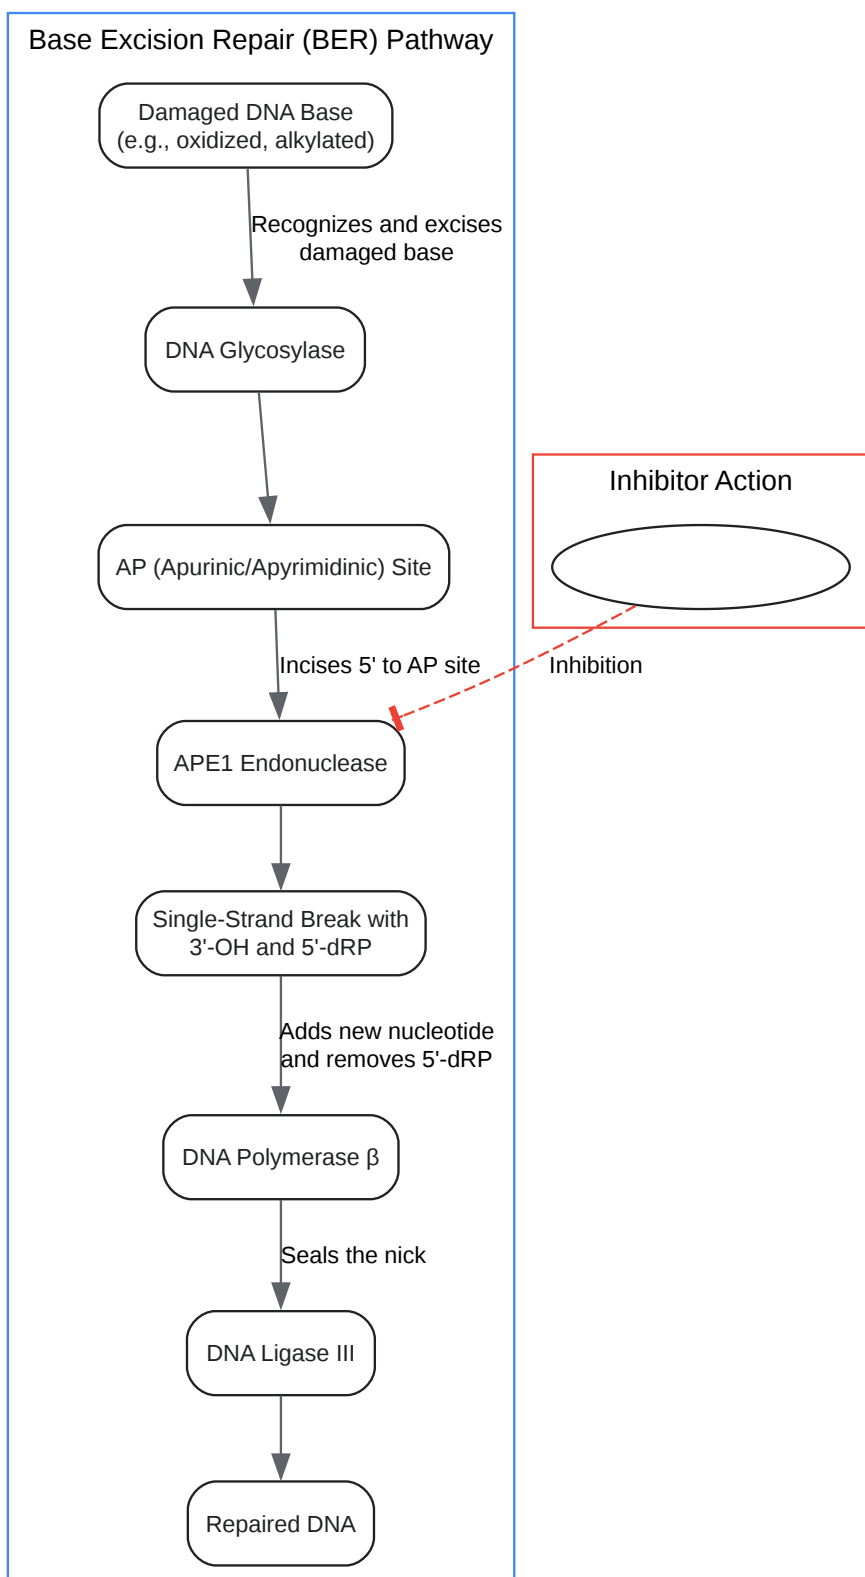 Base Excision Repair (BER) Pathway
Damaged DNA Base
(e.g., oxidized, alkylated)
Recognizes and excises
damaged base
DNA Glycosylase
Inhibitor Action
AP (Apurinic/Apyrimidinic) Site
Incises 5' to AP site
Inhibition
APE1 Endonuclease
Single-Strand Break with
3'-OH and 5'-dRP
Adds new nucleotide
and removes 5'-dRP
DNA Polymerase β
Seals the nick
DNA Ligase III
Repaired DNA